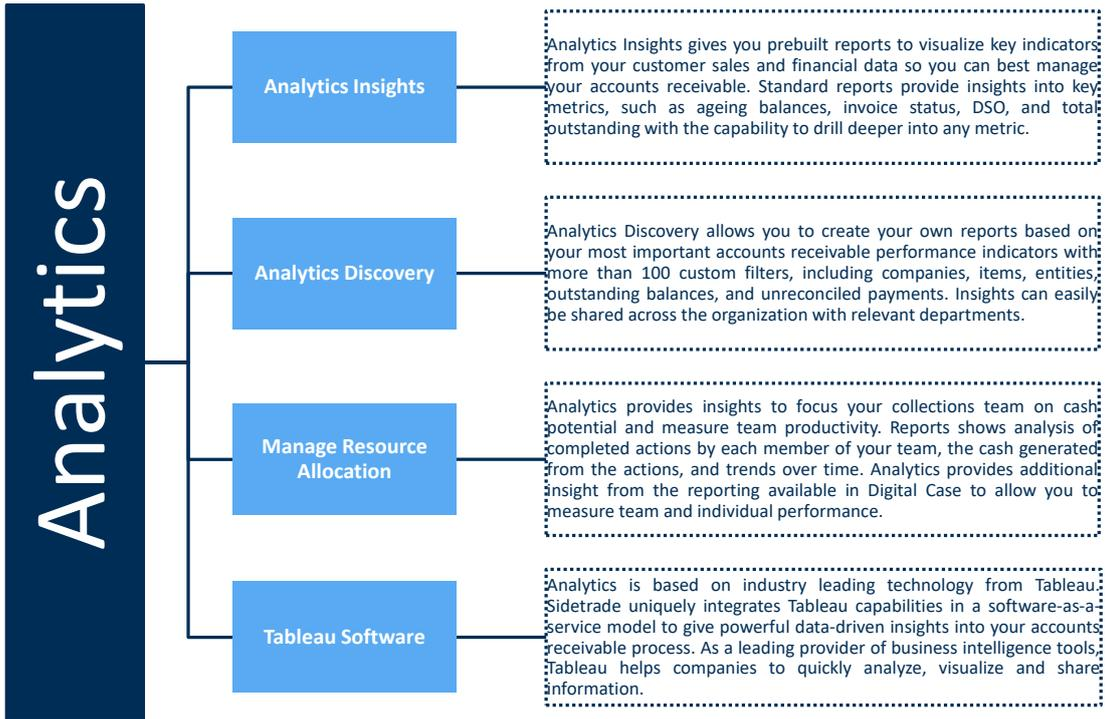 Analytics
Analytics Insights
Analytics Insights gives you prebuilt reports to visualize key indicators
from your customer sales and financial data so you can best manage
your accounts receivable. Standard reports provide insights into key
metrics, such as ageing balances, invoice status, DSO, and total
outstanding with the capability to drill deeper into any metric.
Analytics Discovery
Analytics Discovery allows you to create your own reports based on
your most important accounts receivable performance indicators with
more than 100 custom filters, including companies, items, entities,
outstanding balances, and unreconciled payments. Insights can easily
be shared across the organization with relevant departments.
Manage Resource
Allocation
Analytics provides insights to focus your collections team on cash
potential and measure team productivity. Reports shows analysis of
completed actions by each member of your team, the cash generated
from the actions, and trends over time. Analytics provides additional
insight from the reporting available in Digital Case to allow you to
measure team and individual performance.
Tableau Software
Analytics is based on industry leading technology from Tableau.
Sidetrade uniquely integrates Tableau capabilities in a software-as-a-
service model to give powerful data-driven insights into your accounts
receivable process. As a leading provider of business intelligence tools,
Tableau helps companies to quickly analyze, visualize and share
information.